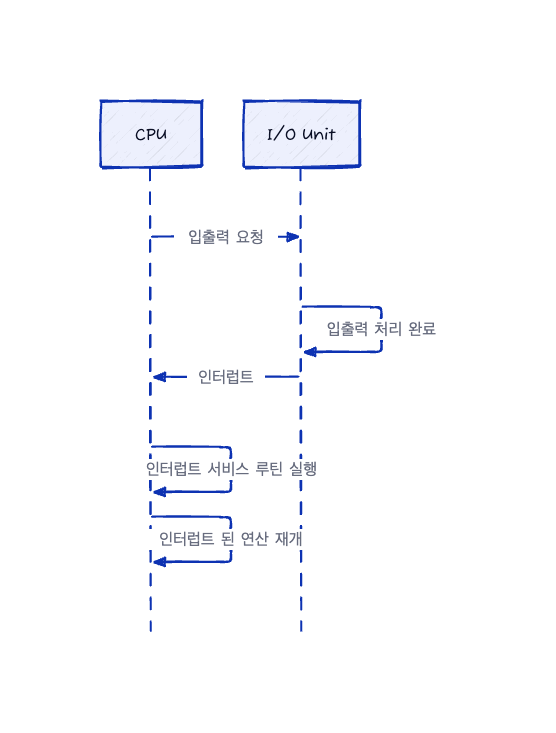 CPU
I/O Unit
입출력 요청
입출력 처리 완료
인터럽트
인터럽트 서비스 루틴 실행
인터럽트 된 연산 재개